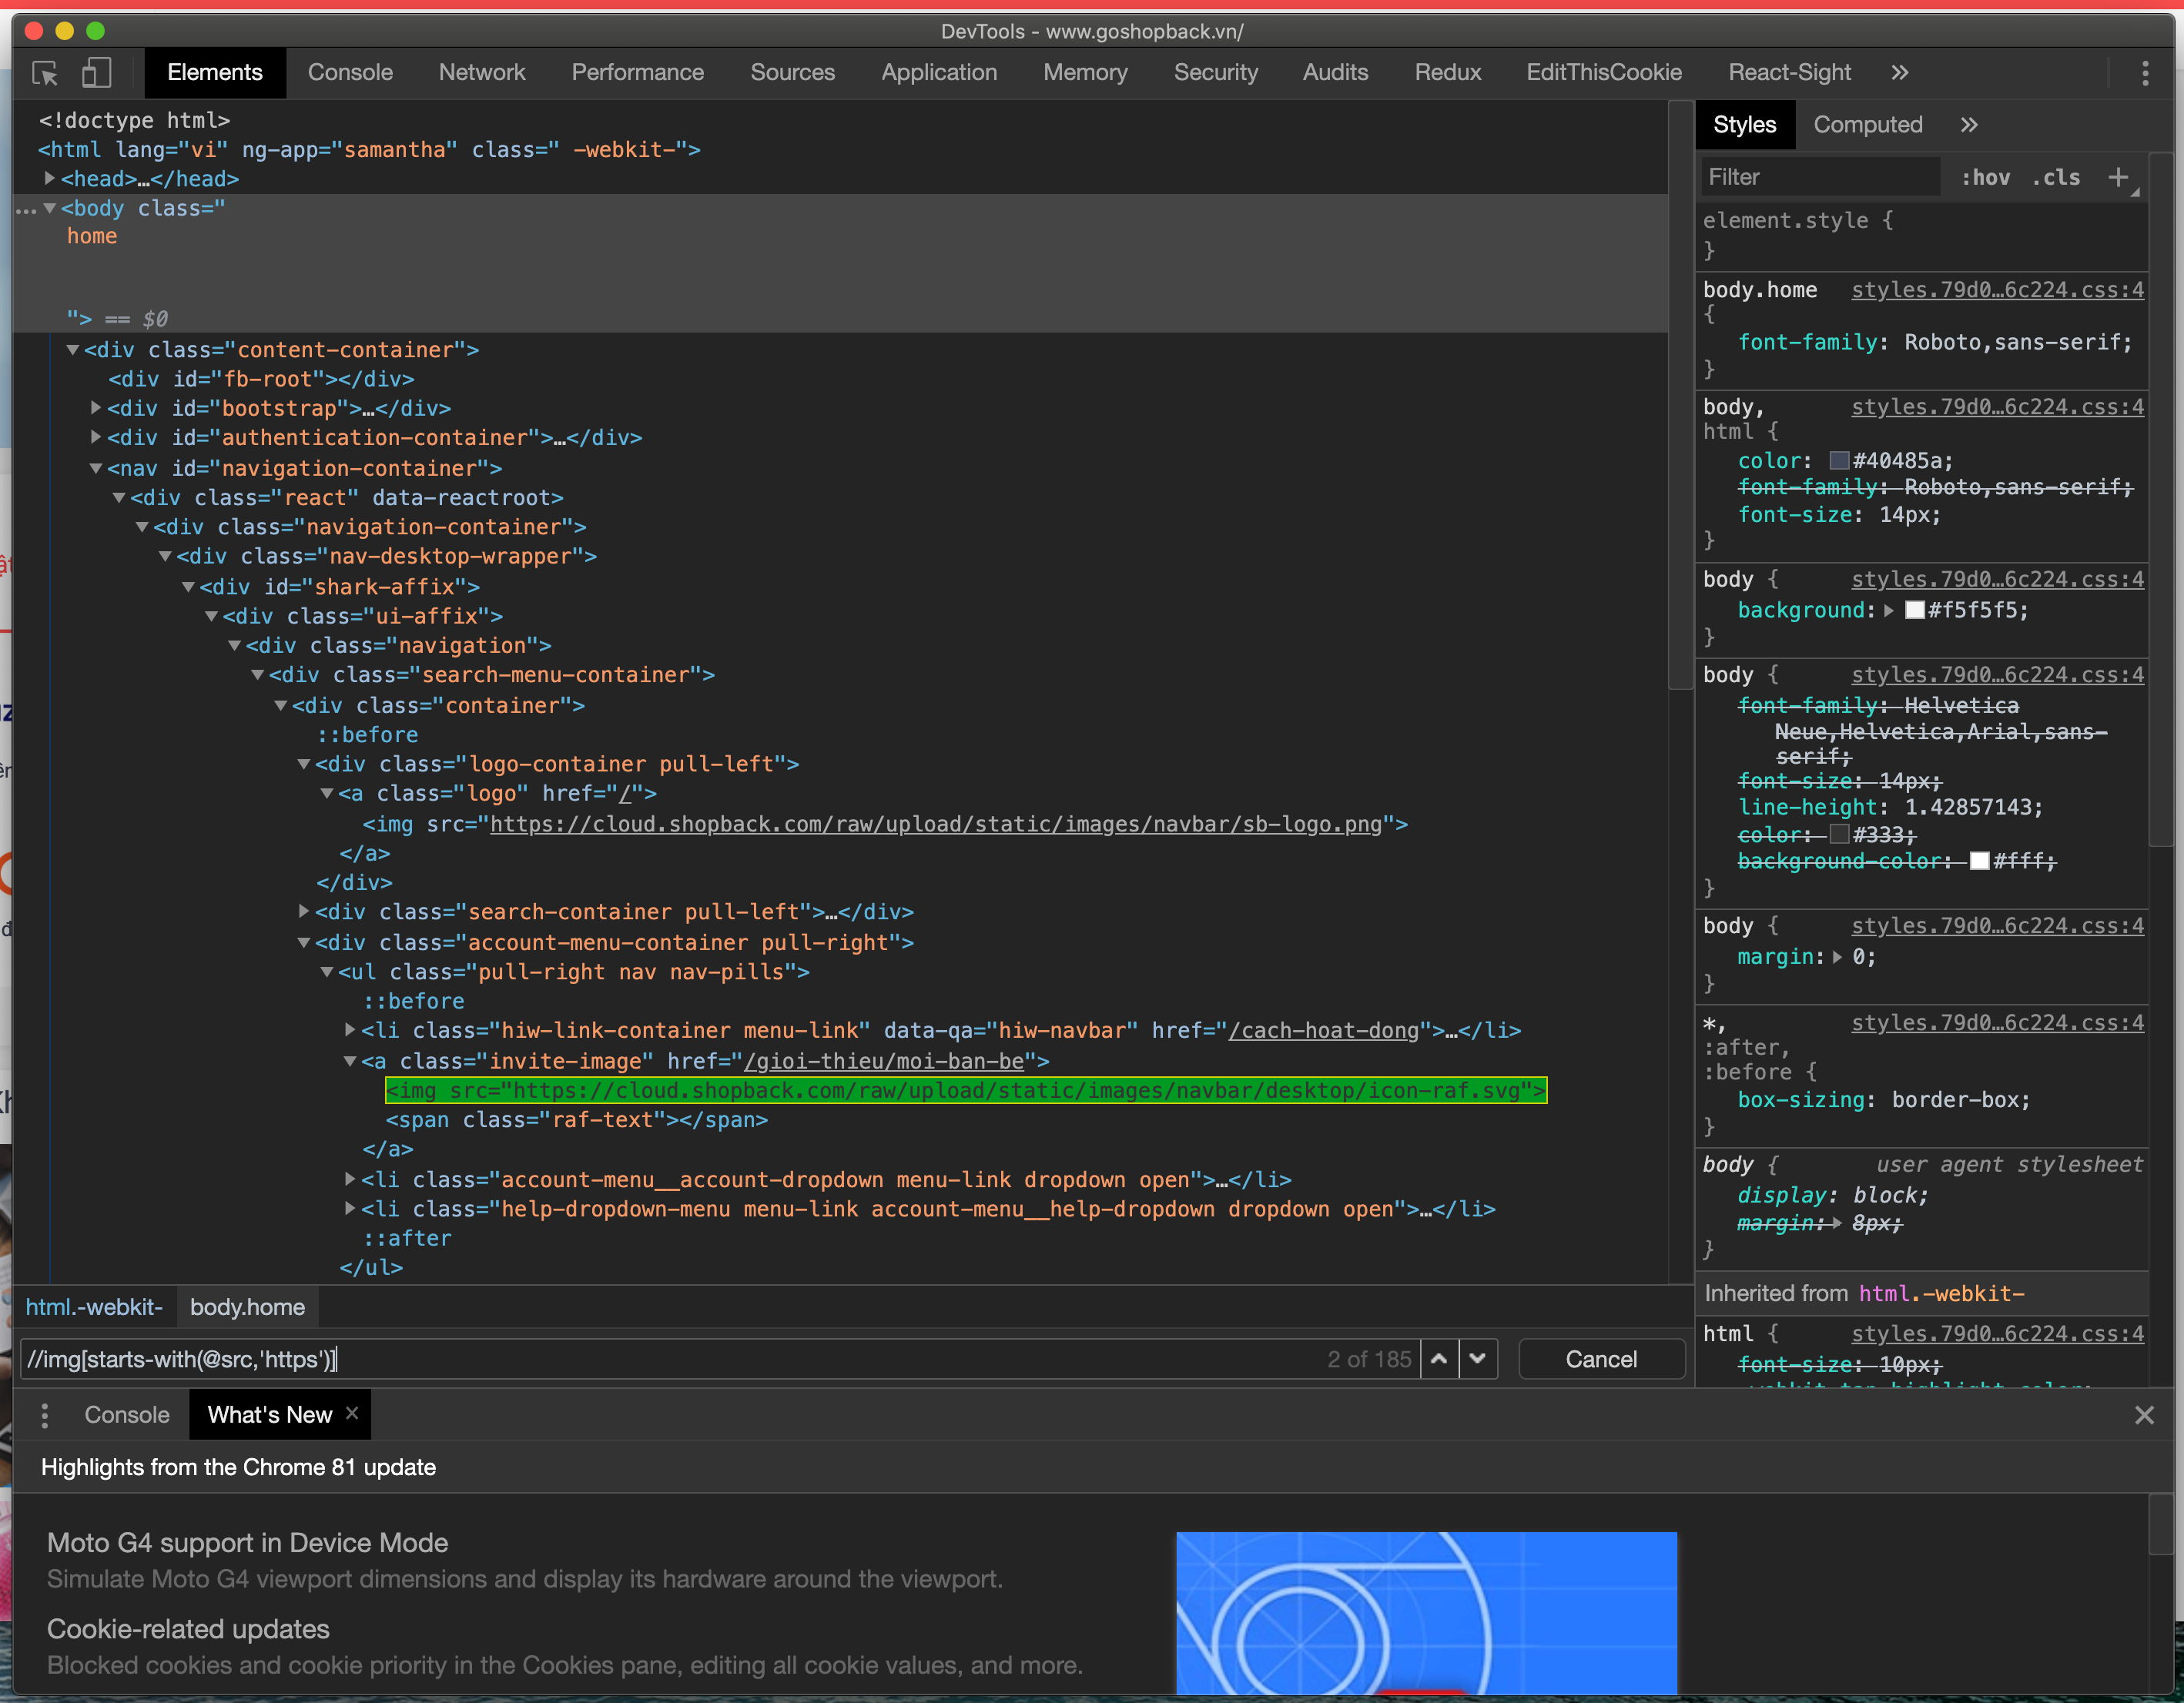 DevTools - www.goshopback.vn/
Elements Console Network Performance Sources Application Memory Security Audits Redux EditThisCookie React-Sight »
<!doctype html>
<html lang="vi" ng-app="samantha" class=" -webkit-">
<head>…</head>
… <body class="
home
"> == $0
<div class="content-container">
<div id="fb-root"></div>
<div id="bootstrap">…</div>
<div id="authentication-container">…</div>
<nav id="navigation-container">
<div class="react" data-reactroot>
<div class="navigation-container">
<div class="nav-desktop-wrapper">
<div id="shark-affix">
<div class="ui-affix">
<div class="navigation">
<div class="search-menu-container">
<div class="container">
::before
<div class="logo-container pull-left">
<a class="logo" href="/">
<img src="https://cloud.shopback.com/raw/upload/static/images/navbar/sb-logo.png">
</a>
</div>
<div class="search-container pull-left">…</div>
<div class="account-menu-container pull-right">
<ul class="pull-right nav nav-pills">
::before
<li class="hiw-link-container menu-link" data-qa="hiw-navbar" href="/cach-hoat-dong">…</li>
<a class="invite-image" href="/gioi-thieu/moi-ban-be">
<img src="https://cloud.shopback.com/raw/upload/static/images/navbar/desktop/icon-raf.svg">
<span class="raf-text"></span>
</a>
<li class="account-menu__account-dropdown menu-link dropdown open">…</li>
<li class="help-dropdown-menu menu-link account-menu__help-dropdown dropdown open">…</li>
::after
</ul>
html.-webkit- body.home
//img[starts-with(@src,'https')] 2 of 185 Cancel
Styles Computed »
Filter :hov .cls +
element.style {
}
body.home styles.79d0…6c224.css:4
{
font-family: Roboto,sans-serif;
}
body, styles.79d0…6c224.css:4
html {
color: #40485a;
font-family: Roboto,sans-serif;
font-size: 14px;
}
body { styles.79d0…6c224.css:4
background: #f5f5f5;
}
body { styles.79d0…6c224.css:4
font-family: Helvetica
Neue,Helvetica,Arial,sans-
serif;
font-size: 14px;
line-height: 1.42857143;
color: #333;
background-color: #fff;
}
body { styles.79d0…6c224.css:4
margin: 0;
}
*, styles.79d0…6c224.css:4
:after,
:before {
box-sizing: border-box;
}
body { user agent stylesheet
display: block;
margin: 8px;
}
Inherited from html.-webkit-
html { styles.79d0…6c224.css:4
font-size: 10px;
Console What's New ×
Highlights from the Chrome 81 update
Moto G4 support in Device Mode
Simulate Moto G4 viewport dimensions and display its hardware around the viewport.
Cookie-related updates
Blocked cookies and cookie priority in the Cookies pane, editing all cookie values, and more.